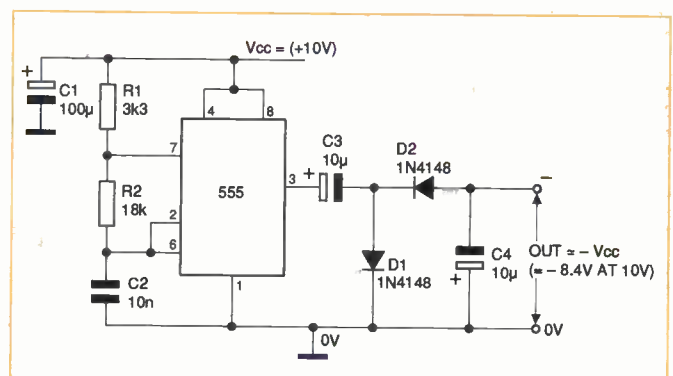 Vcc = (+10V)
+
C1
100µ
R1
3k3
4
8
7
C3
10µ
+
D2
1N4148
−
3
555
R2
18k
2
6
D1
1N4148
C4
10µ
+
OUT ≃ − Vcc
(≃ − 8.4V AT 10V)
C2
10n
1
0V
0V